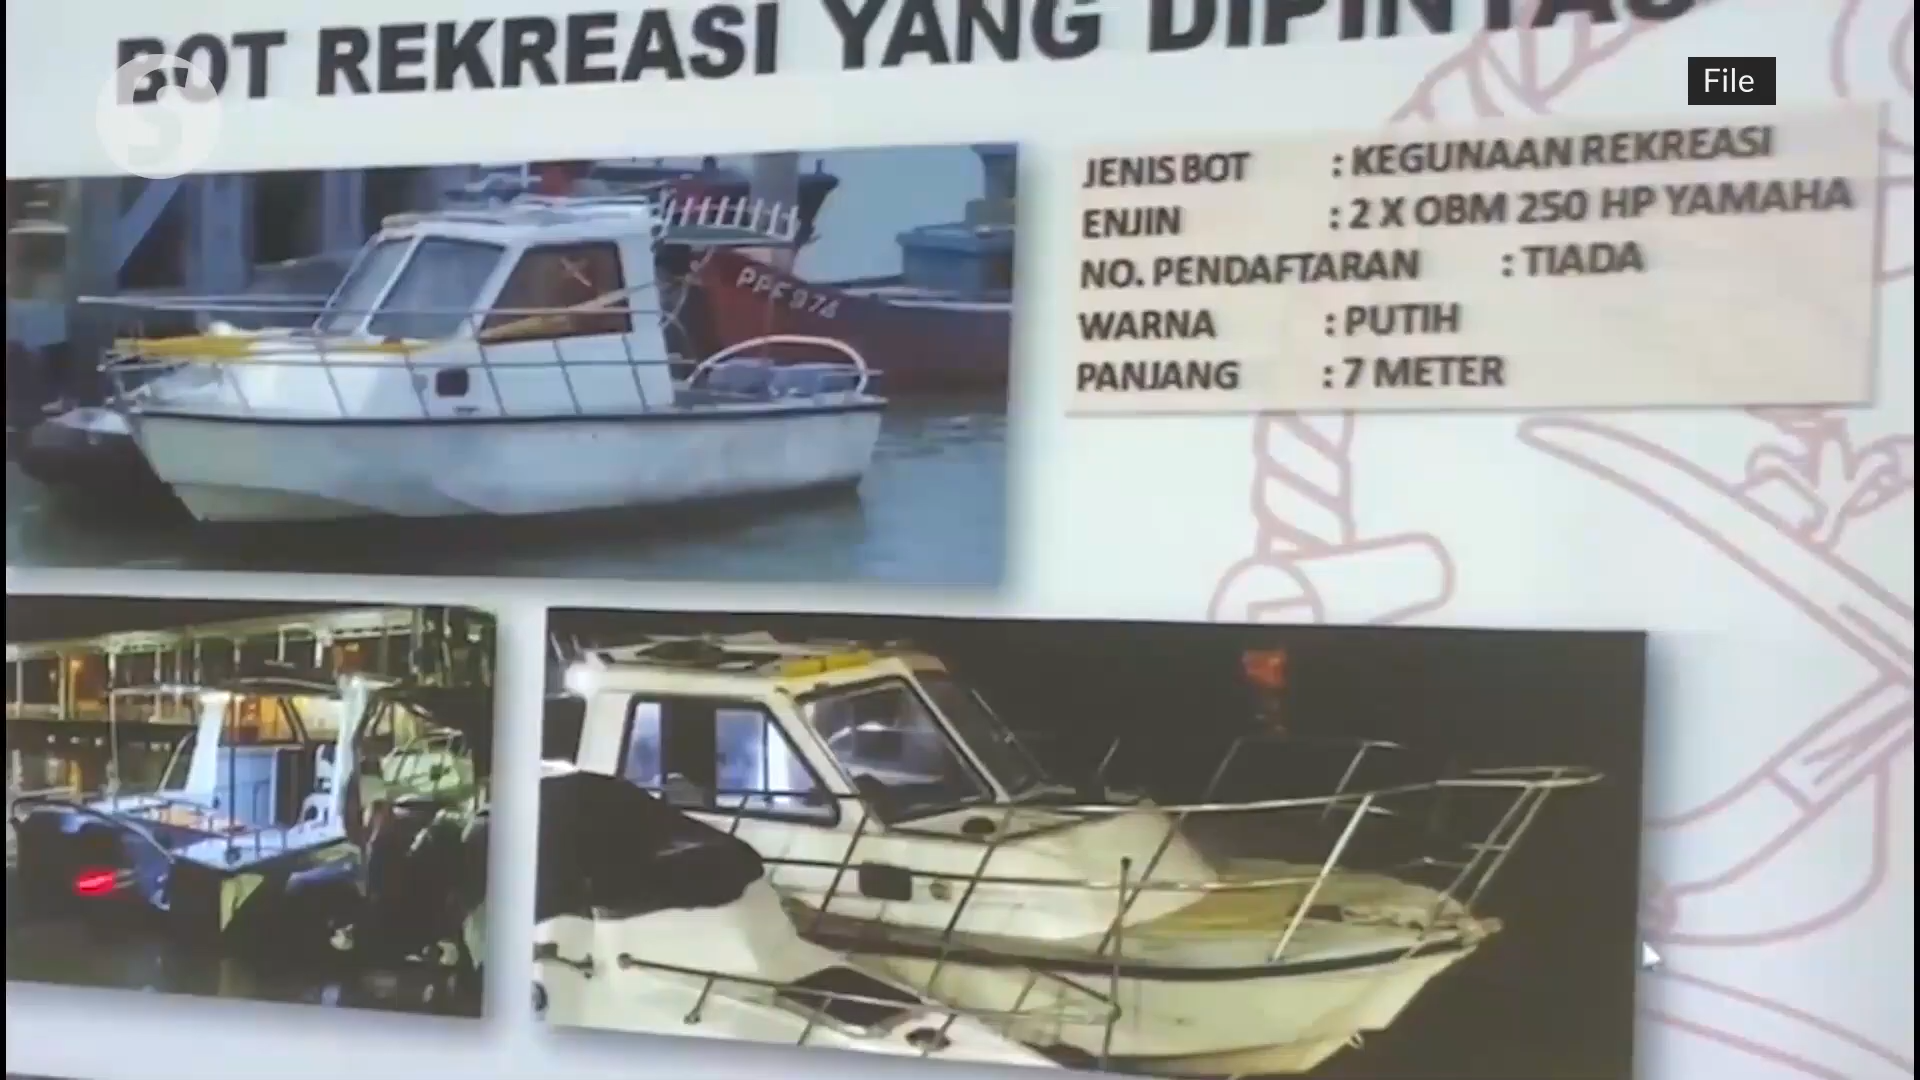 BOT REKREASI YANG DIPINTAS
File
JENIS BOT : KEGUNAAN REKREASI
ENJIN : 2 X OBM 250 HP YAMAHA
NO. PENDAFTARAN : TIADA
WARNA : PUTIH
PANJANG : 7 METER
PPF 974